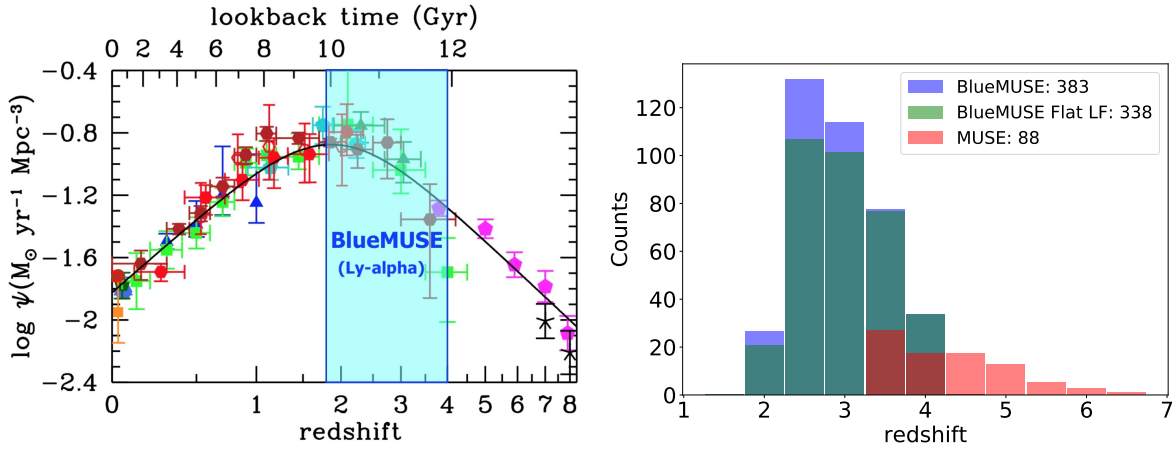 lookback time (Gyr)
0 2 4 6 8 10 12
−0.4
−0.8
−1.2
−1.6
−2
−2.4
log ψ(M⊙ yr−1 Mpc−3)
BlueMUSE
(Ly-alpha)
0 1 2 3 4 5 6 7 8
redshift
BlueMUSE: 383
BlueMUSE Flat LF: 338
MUSE: 88
120
100
80
60
40
20
0
Counts
1 2 3 4 5 6 7
redshift